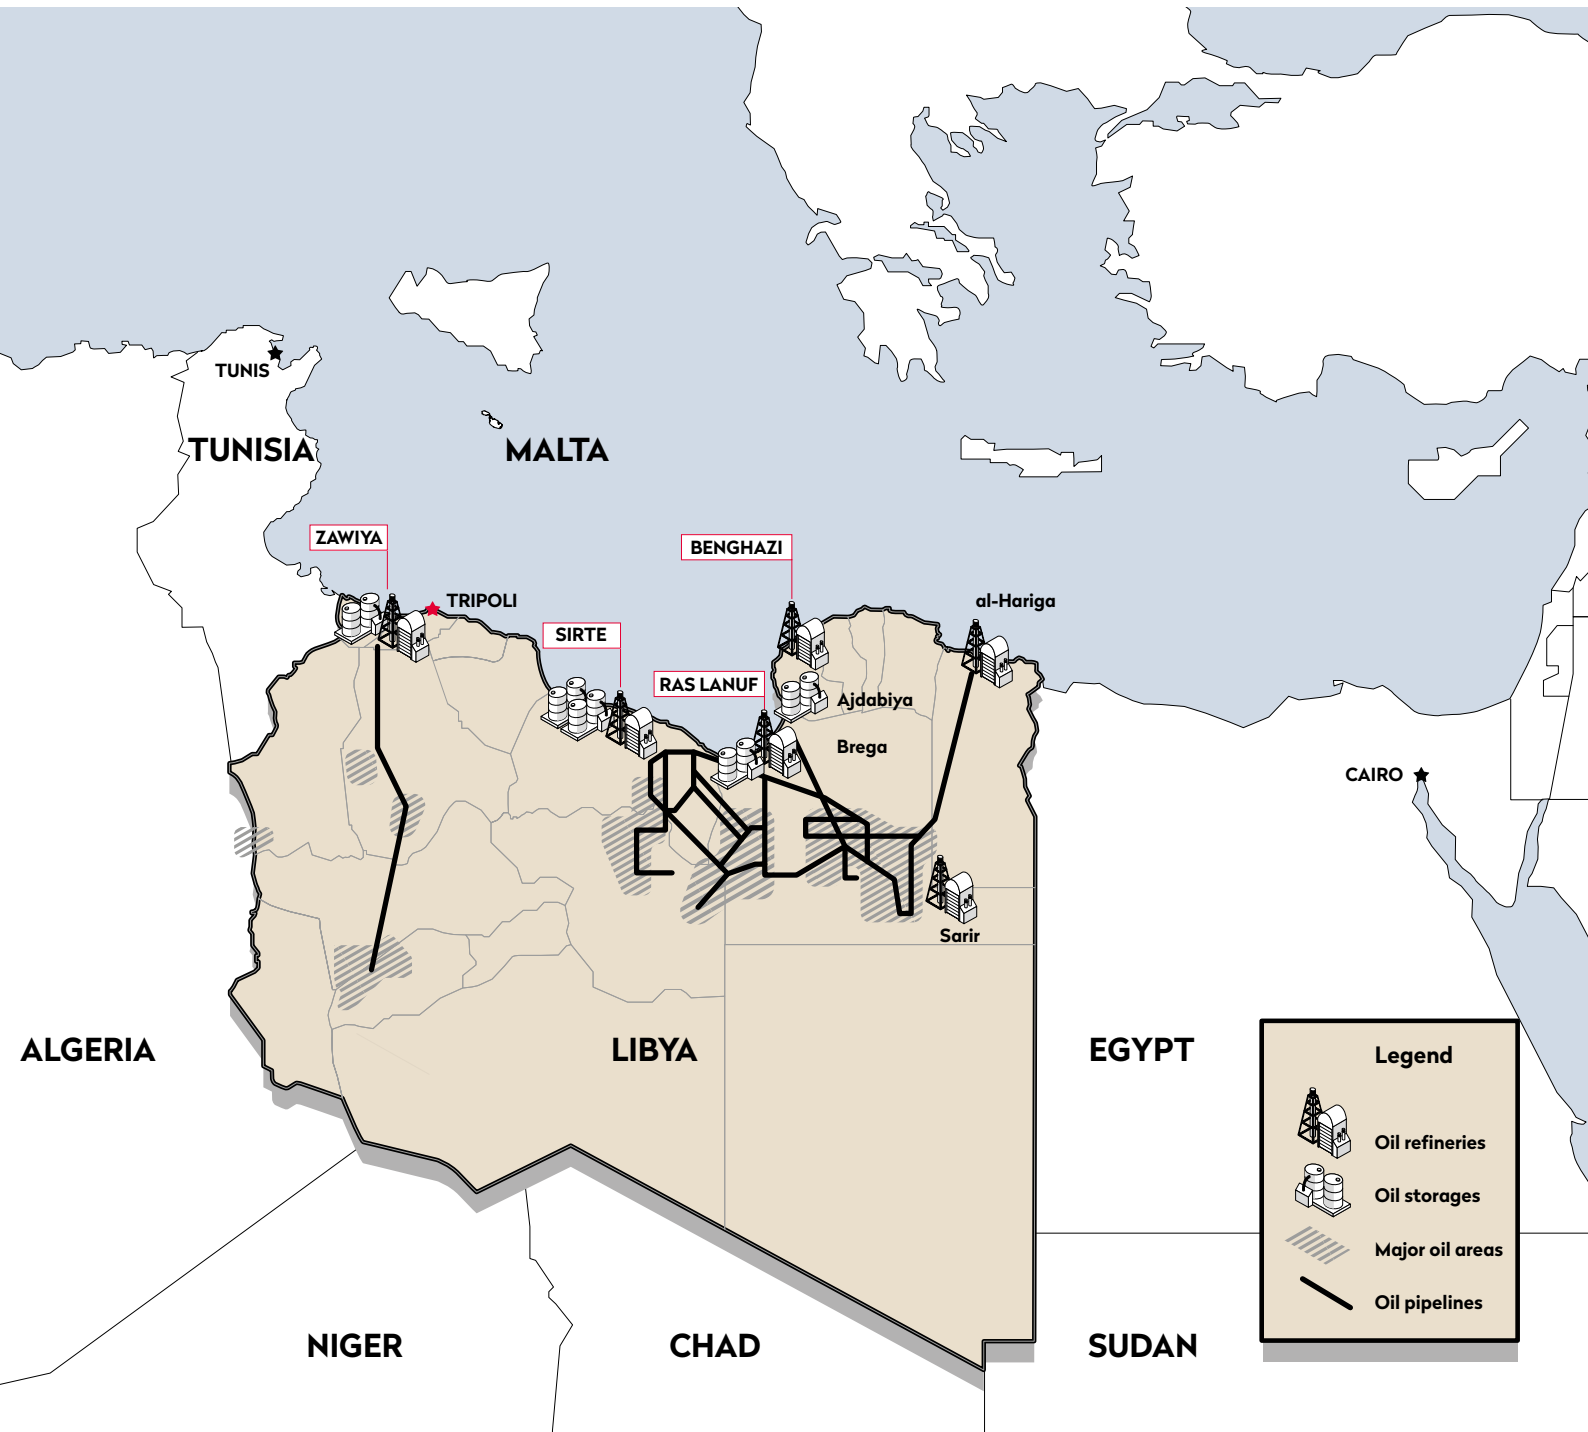 TUNIS
TUNISIA
MALTA
ZAWIYA
BENGHAZI
TRIPOLI
al-Hariga
SIRTE
RAS LANUF
Ajdabiya
Brega
CAIRO
Sarir
ALGERIA
LIBYA
EGYPT
NIGER
CHAD
SUDAN
Legend
Oil refineries
Oil storages
Major oil areas
Oil pipelines